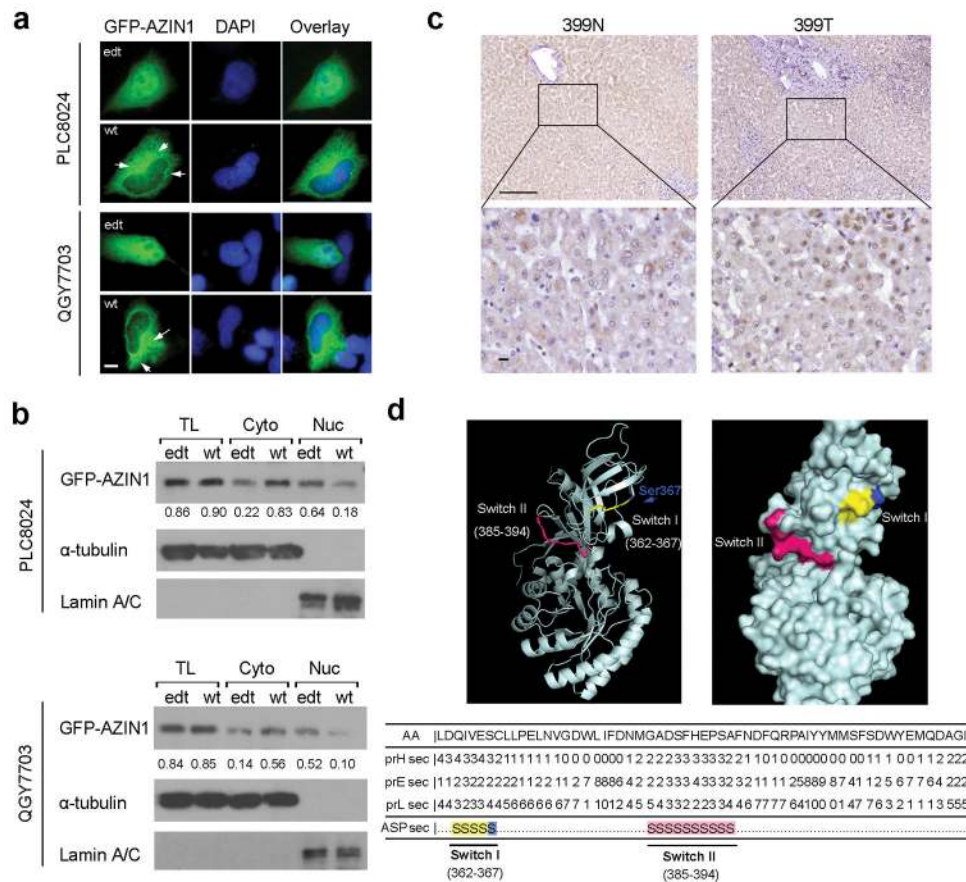 a
GFP-AZIN1 DAPI Overlay
PLC8024
edt
wt
QGY7703
edt
wt
b
PLC8024
TL Cyto Nuc
edt wt edt wt edt wt
GFP-AZIN1
0.86 0.90 0.22 0.83 0.64 0.18
α-tubulin
Lamin A/C
QGY7703
TL Cyto Nuc
edt wt edt wt edt wt
GFP-AZIN1
0.84 0.85 0.14 0.56 0.52 0.10
α-tubulin
Lamin A/C
c
399N 399T
d
Ser367
Switch II
(385-394)
Switch I
(362-367)
Switch II
Switch I
AA |LDQIVESCLLPELNVGDWLIFDNMGADSFHEPSAFNDFQRPAIYYMMSFSDWYEMQDAGI
prH sec
prE sec
prL sec
ASP sec SSSSS SSSSSSSSSS
Switch I
(362-367)
Switch II
(385-394)